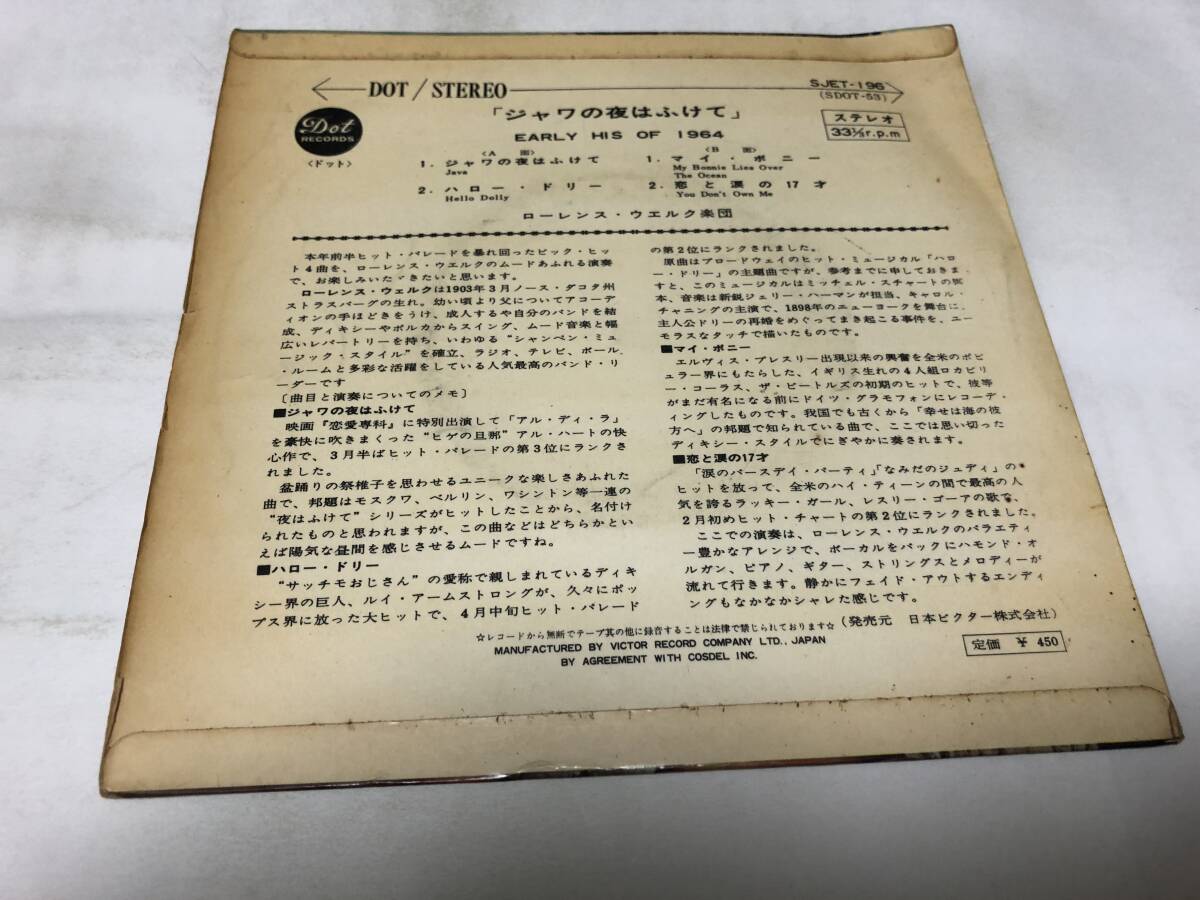 DOT / STEREO
SJET-196
(SDOT-53)
Dot
RECORDS
〈ドット〉
「ジャワの夜はふけて」
EARLY HIS OF 1964
ステレオ
33⅓r.p.m
〈A 面〉
1. ジャワの夜はふけて
Java
2. ハロー・ドリー
Hello Dolly
〈B 面〉
1. マイ・ボニー
My Bonnie Lies Over
The Ocean
2. 恋と涙の17才
You Don't Own Me
ローレンス・ウエルク楽団
本年前半ヒット・パレードを暴れ回ったビック・ヒッ
ト4曲を、ローレンス・ウエルクのムードあふれる演奏
で、お楽しみいたゞきたいと思います。
ローレンス・ウェルクは1903年3月ノース・ダコタ州
ストラスバーグの生れ。幼い頃より父についてアコーデ
ィオンの手ほどきをうけ、成人するや自分のバンドを結
成、ディキシーやポルカからスイング、ムード音楽と幅
広いレパートリーを持ち、いわゆる“シャンペン・ミュ
ージック・スタイル”を確立、ラジオ、テレビ、ボール
・ルームと多彩な活躍をしている人気最高のバンド・リ
ーダーです
〔曲目と演奏についてのメモ〕
■ジャワの夜はふけて
映画『恋愛専科』に特別出演して「アル・ディ・ラ」
を豪快に吹きまくった“ヒゲの旦那”アル・ハートの快
心作で、3月半ばヒット・パレードの第3位にランクさ
れました。
盆踊りの祭椎子を思わせるユニークな楽しさあふれた
曲で、邦題はモスクワ、ベルリン、ワシントン等一連の
“夜はふけて”シリーズがヒットしたことから、名付け
られたものと思われますが、この曲などはどちらかとい
えば陽気な昼間を感じさせるムードですね。
■ハロー・ドリー
“サッチモおじさん”の愛称で親しまれているディキ
シー界の巨人、ルイ・アームストロングが、久々にポッ
プス界に放った大ヒットで、4月中旬ヒット・パレード
の第2位にランクされました。
原曲はブロードウェイのヒット・ミュージカル「ハロ
ー・ドリー」の主題曲ですが、参考までに申しておきま
すと、このミュージカルはミッチェル・スチャートの脚
本、音楽は新鋭ジェリー・ハーマンが担当、キャロル・
チャニングの主演で、1898年のニューヨークを舞台に、
主人公ドリーの再婚をめぐってまき起こる事件を、ユー
モラスなタッチで描いたものです。
■マイ・ボニー
エルヴィス・プレスリー出現以来の興奮を全米のポピ
ュラー界にもたらした、イギリス生れの4人組ロカビリ
ー・コーラス、ザ・ビートルズの初期のヒットで、彼等
がまだ有名になる前にドイツ・グラモフォンにレコーデ
ィングしたものです。我国でも古くから「幸せは海の彼
方へ」の邦題で知られている曲で、ここでは思い切った
ディキシー・スタイルでにぎやかに奏されます。
■恋と涙の17才
「涙のバースデイ・パーティ」「なみだのジュディ」の
ヒットを放って、全米のハイ・ティーンの間で最高の人
気を誇るラッキー・ガール、レスリー・ゴーアの歌で、
2月初めヒット・チャートの第2位にランクされました。
ここでの演奏は、ローレンス・ウエルクのバラエティ
ー豊かなアレンジで、ボーカルをバックにハモンド・オ
ルガン、ピアノ、ギター、ストリングスとメロディーが
流れて行きます。静かにフェイド・アウトするエンディ
ングもなかなかシャレた感じです。
☆レコードから無断でテープ其の他に録音することは法律で禁じられております☆(発売元 日本ビクター株式会社)
MANUFACTURED BY VICTOR RECORD COMPANY LTD., JAPAN
BY AGREEMENT WITH COSDEL INC.
定価 ¥ 450